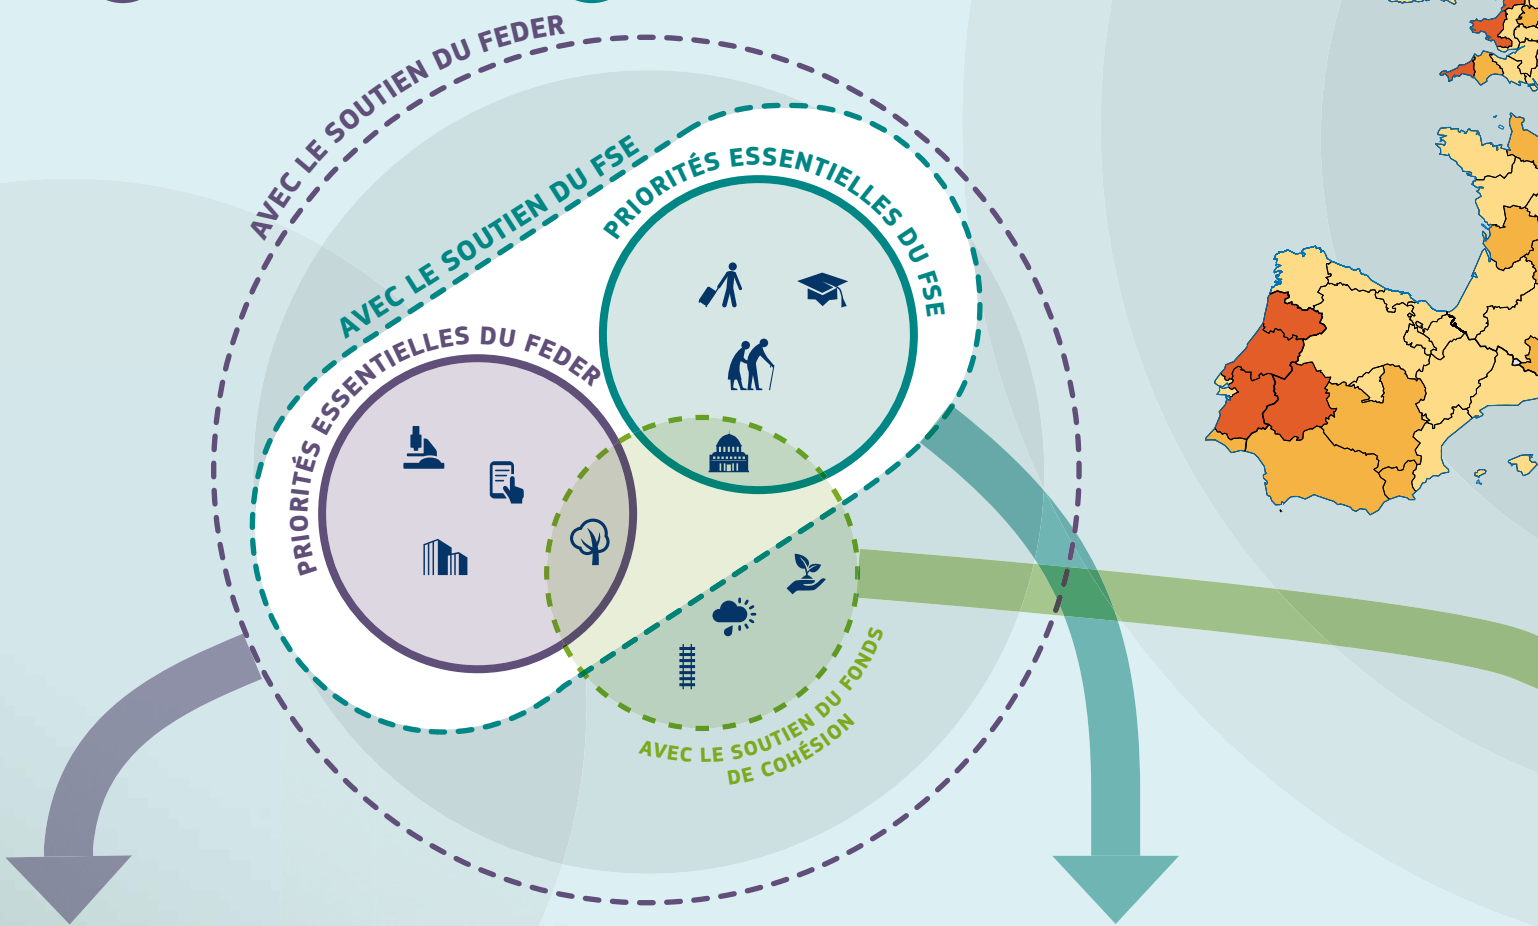 AVEC LE SOUTIEN DU FEDER
AVEC LE SOUTIEN DU FSE
PRIORITÉS ESSENTIELLES DU FSE
PRIORITÉS ESSENTIELLES DU FEDER
AVEC LE SOUTIEN DU FONDS
DE COHÉSION